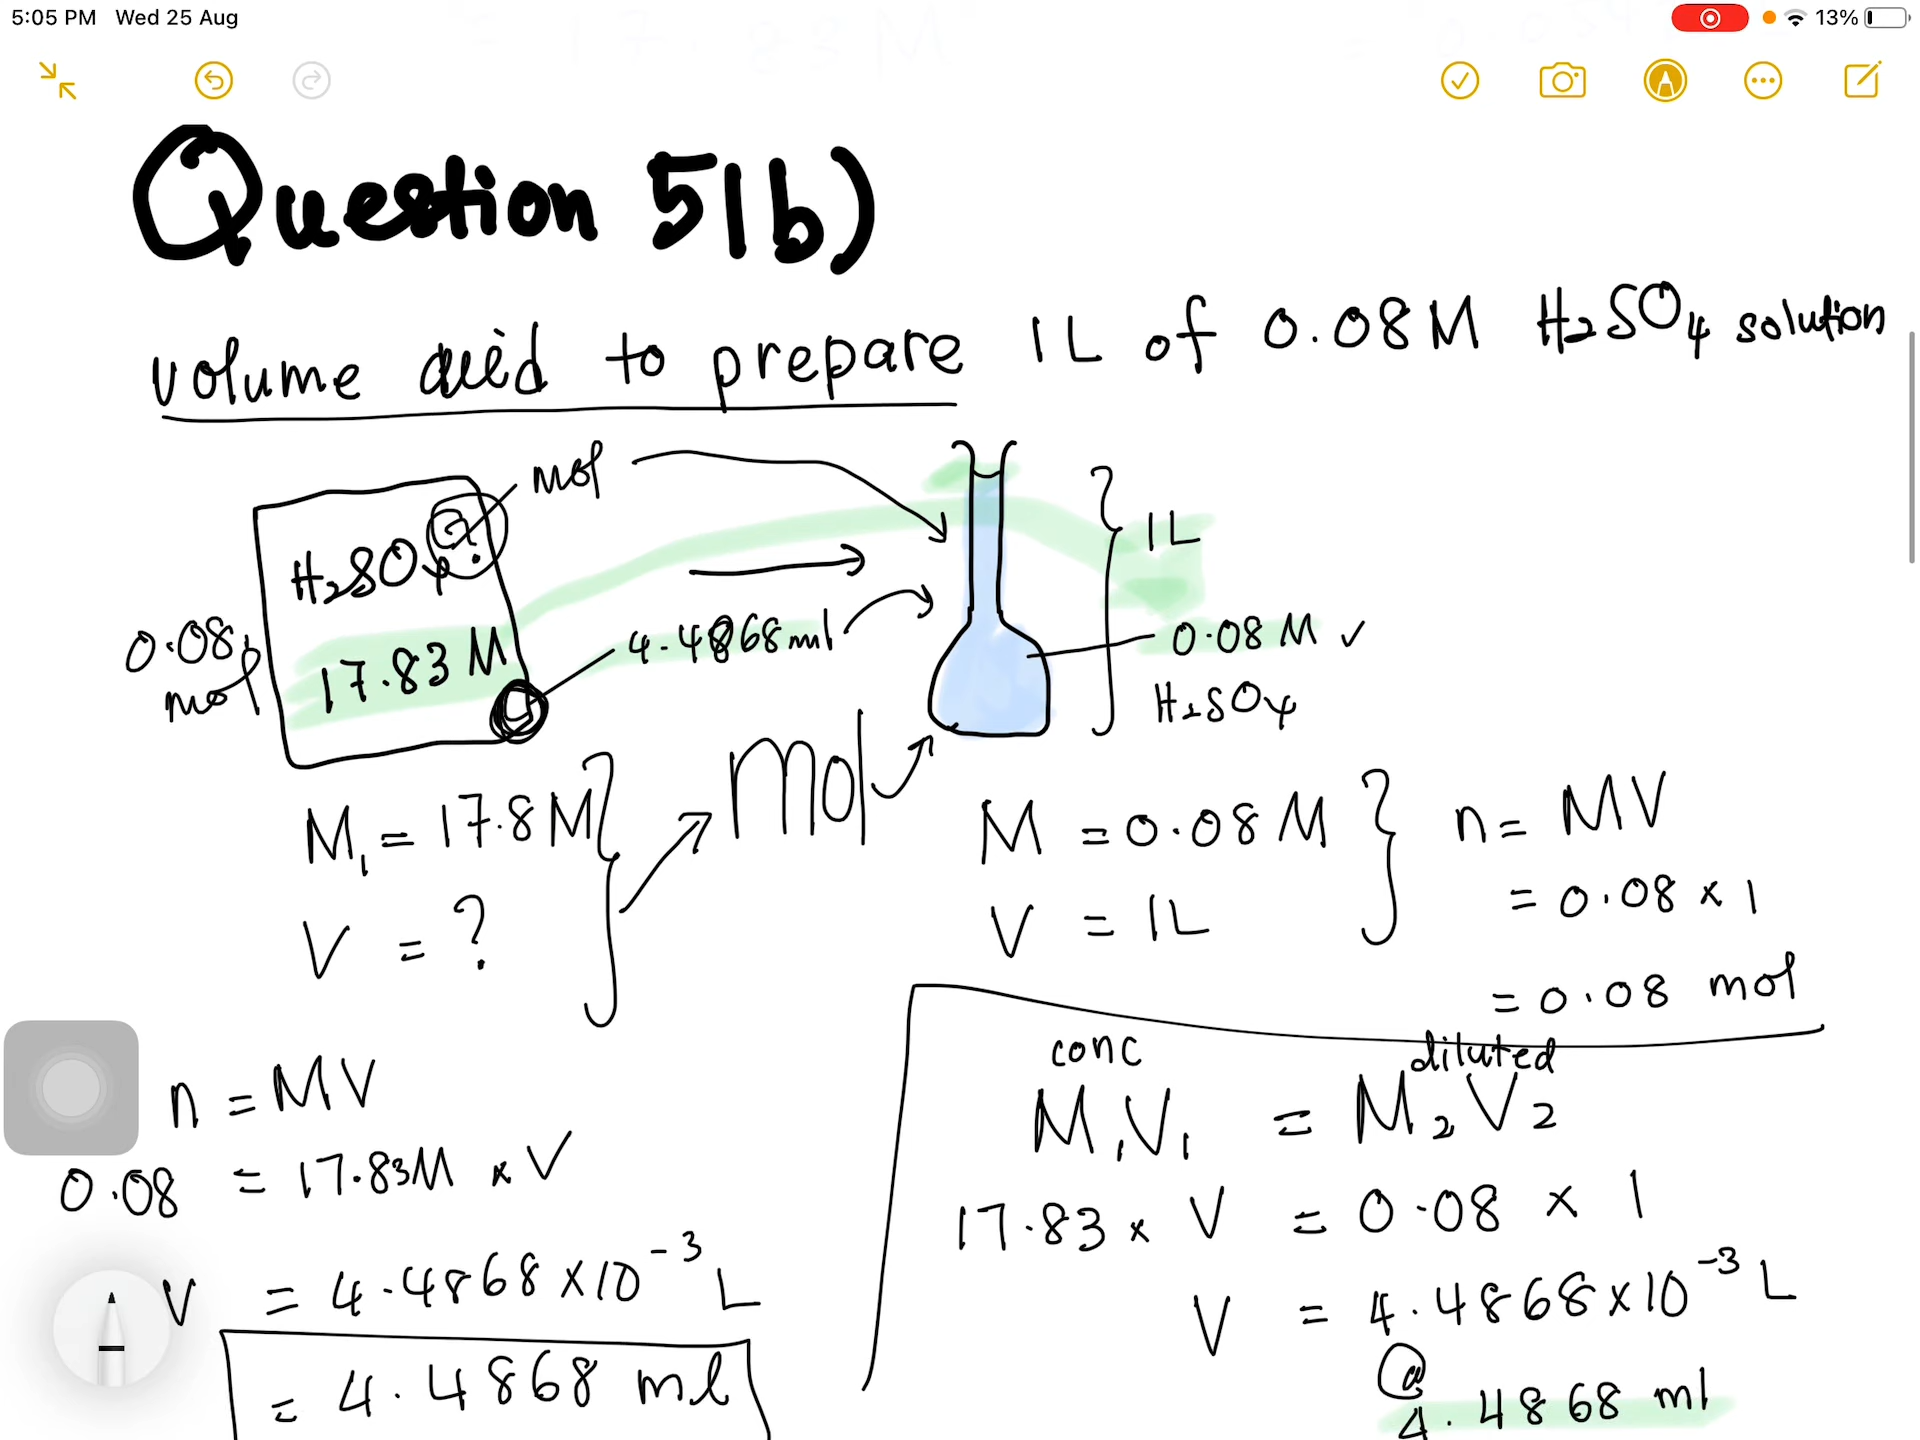 5:05 PM Wed 25 Aug 13%
Question 5(b)
volume acid to prepare 1L of 0.08M H₂SO₄ solution
mol
H₂SO₄
1L
0.08 mol
17.83 M
4.4868 ml
0.08 M ✓
H₂SO₄
mol
M₁ = 17.8 M
V = ?
M = 0.08 M
V = 1L
n = MV
= 0.08 x 1
= 0.08 mol
n = MV
0.08 = 17.83M x V
V = 4.4868 x 10⁻³ L
= 4.4868 ml
conc diluted
M₁V₁ = M₂V₂
17.83 x V = 0.08 x 1
V = 4.4868 x 10⁻³ L
@
4.4868 ml